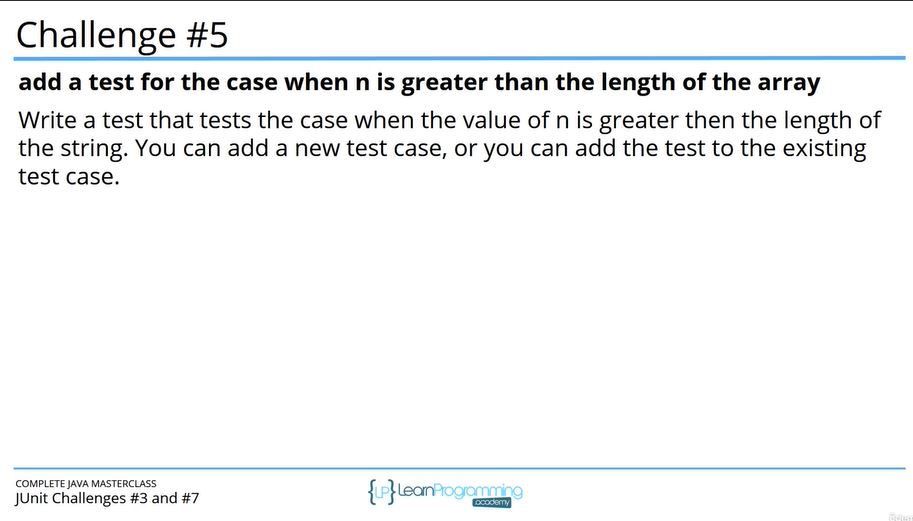 Challenge #5
add a test for the case when n is greater than the length of the array
Write a test that tests the case when the value of n is greater then the length of
the string. You can add a new test case, or you can add the test to the existing
test case.
COMPLETE JAVA MASTERCLASS
JUnit Challenges #3 and #7
{LP} LearnProgramming
academy